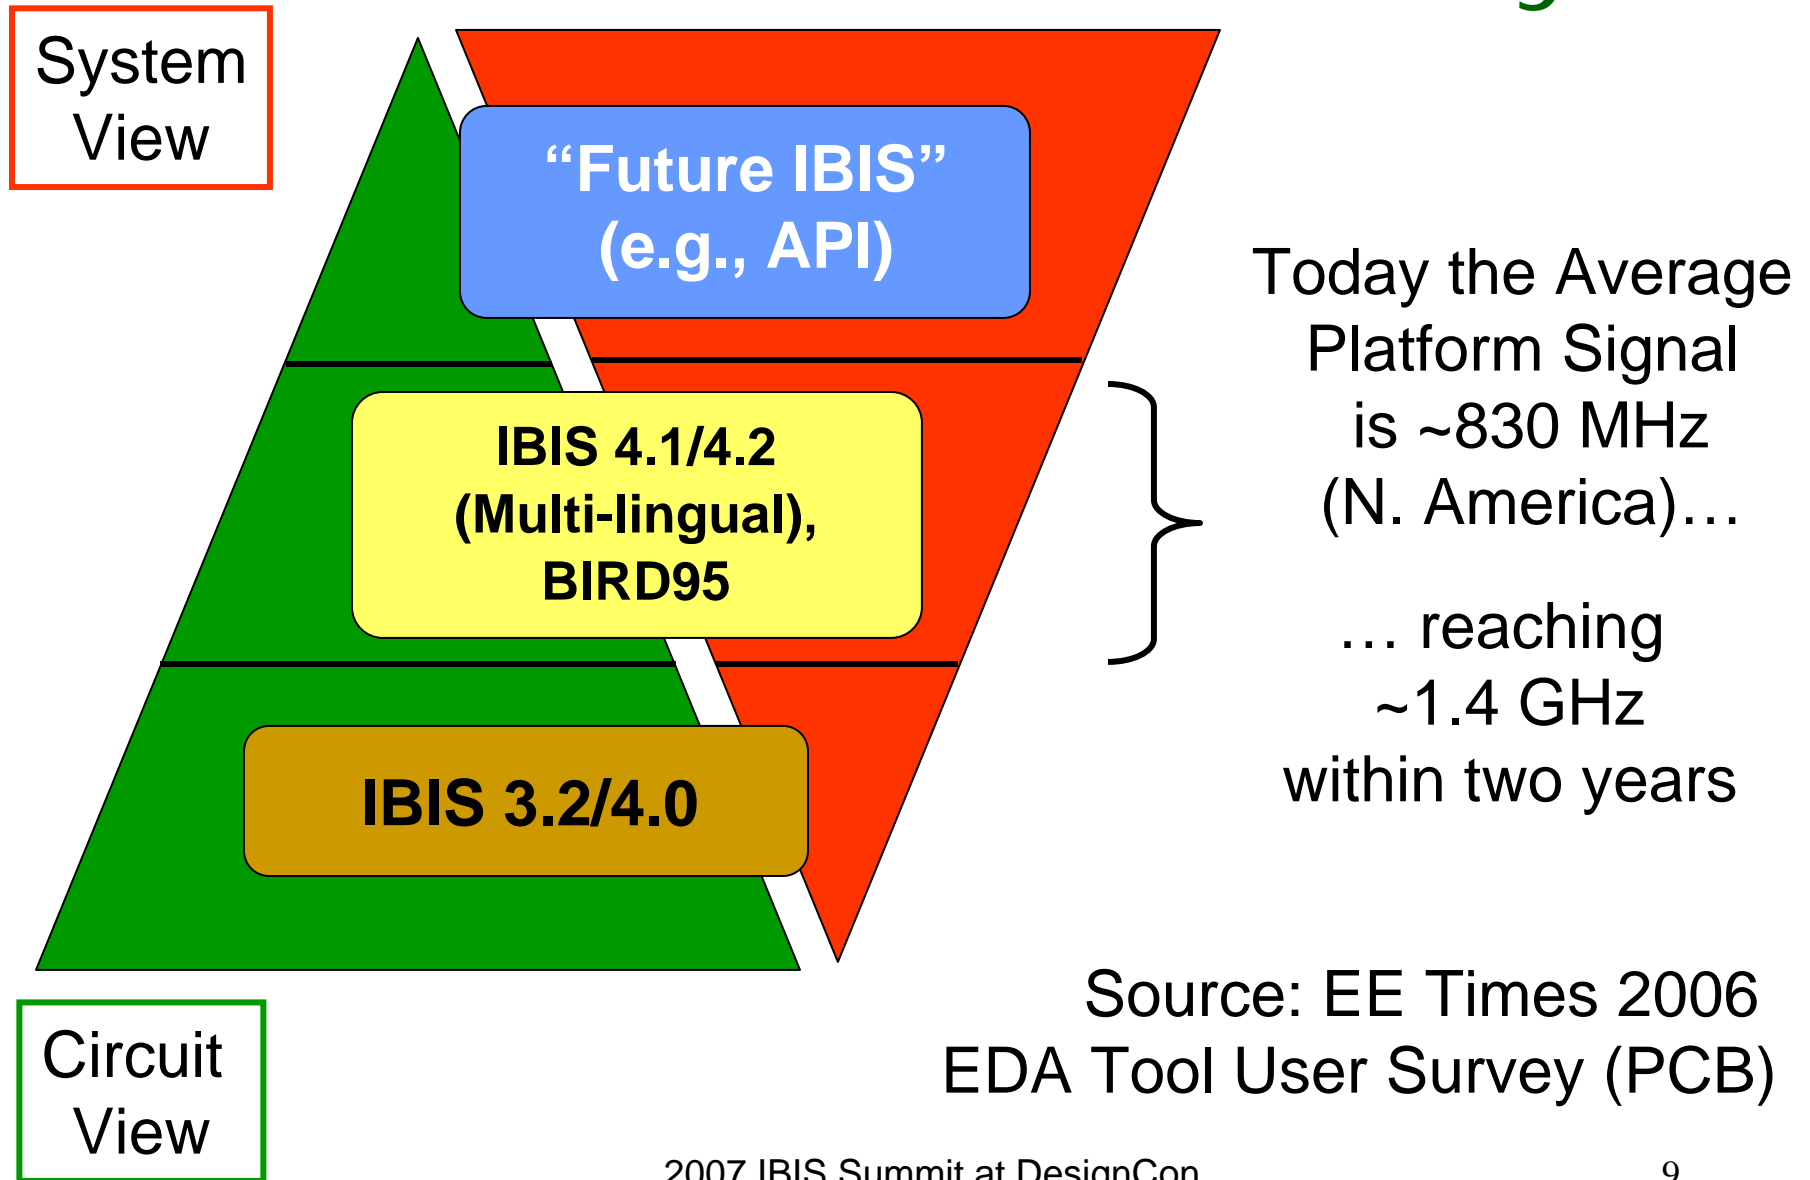 System
View
“Future IBIS”
(e.g., API)
IBIS 4.1/4.2
(Multi-lingual),
BIRD95
IBIS 3.2/4.0
Today the Average
Platform Signal
is ~830 MHz
(N. America)…
… reaching
~1.4 GHz
within two years
Source: EE Times 2006
EDA Tool User Survey (PCB)
Circuit
View
2007 IBIS Summit at DesignCon
9